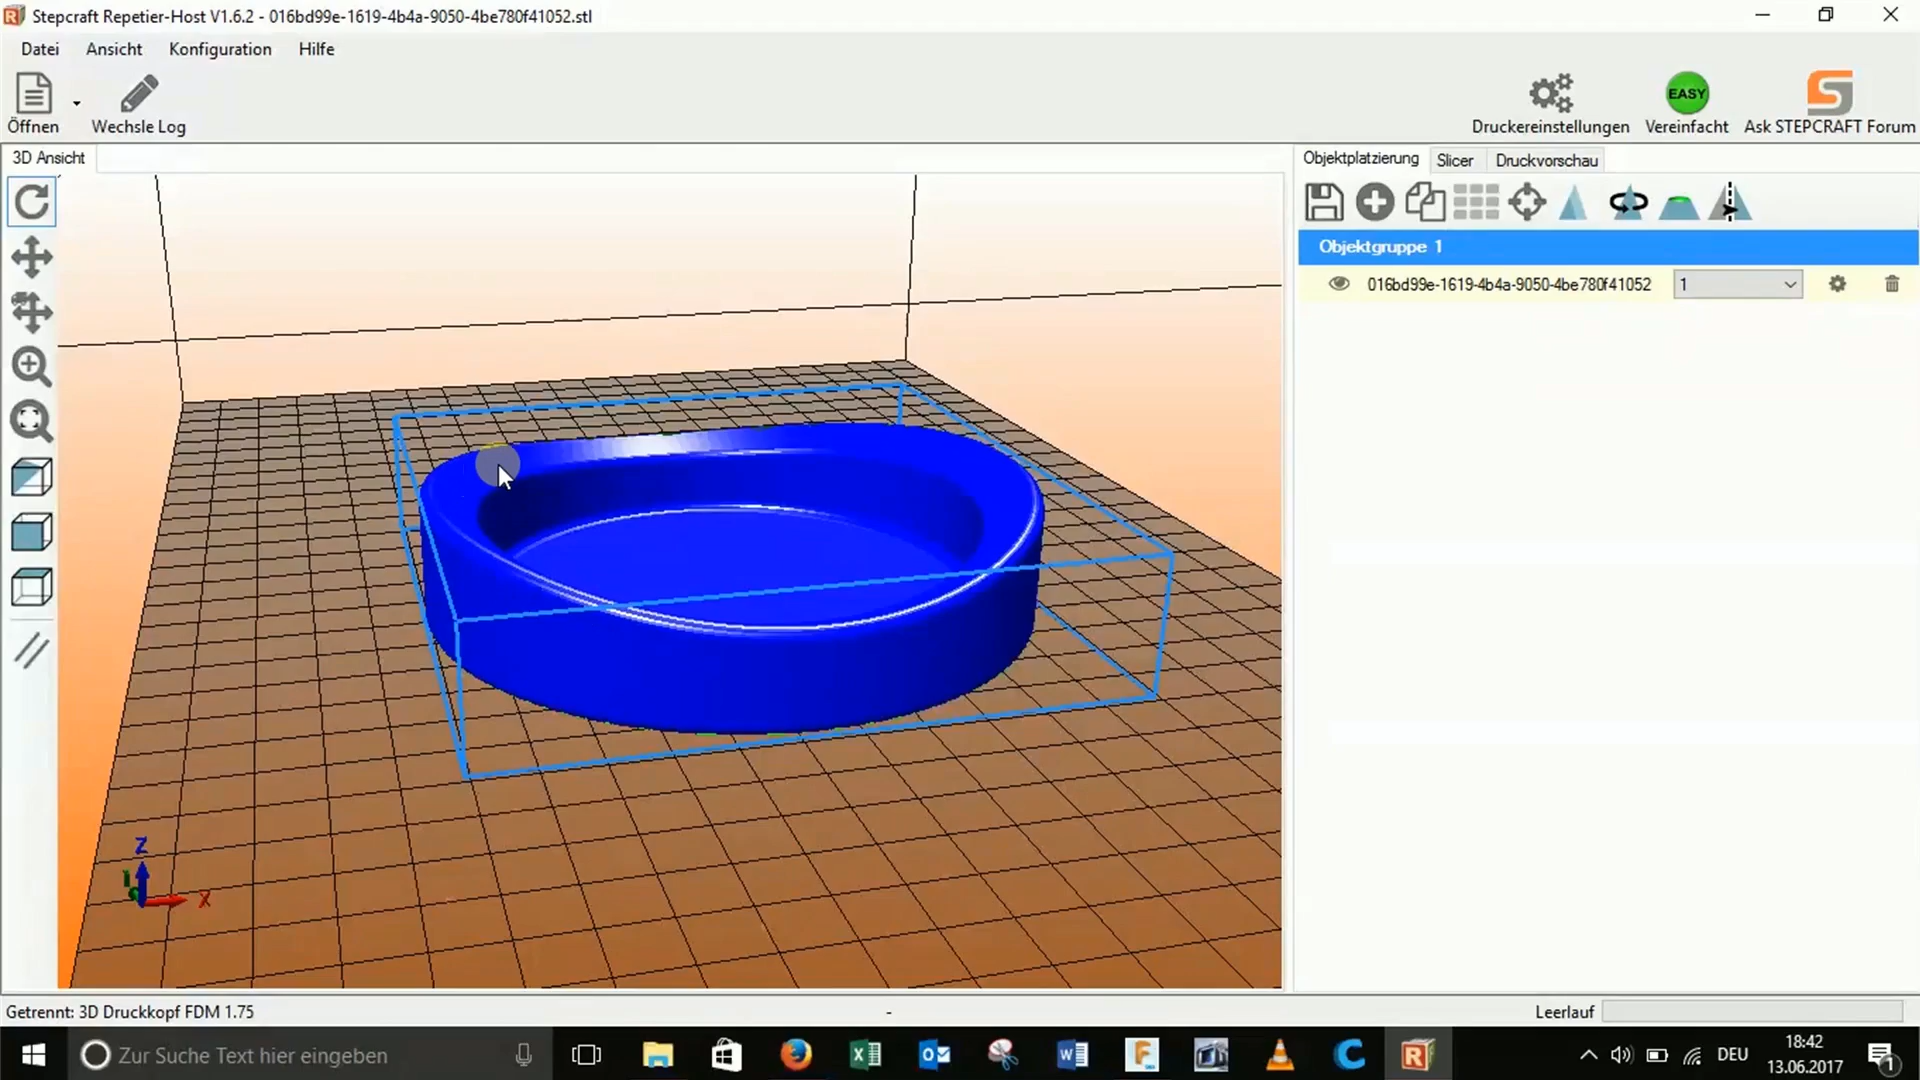 Stepcraft Repetier-Host V1.6.2 - 016bd99e-1619-4b4a-9050-4be780f41052.stl
Datei Ansicht Konfiguration Hilfe
Öffnen Wechsle Log Druckereinstellungen EASY Vereinfacht Ask STEPCRAFT Forum
3D Ansicht
Objektplatzierung Slicer Druckvorschau
Objektgruppe 1
016bd99e-1619-4b4a-9050-4be780f41052 1
Z
X
Getrennt: 3D Druckkopf FDM 1.75 - Leerlauf
Zur Suche Text hier eingeben
DEU
18:42
13.06.2017
1